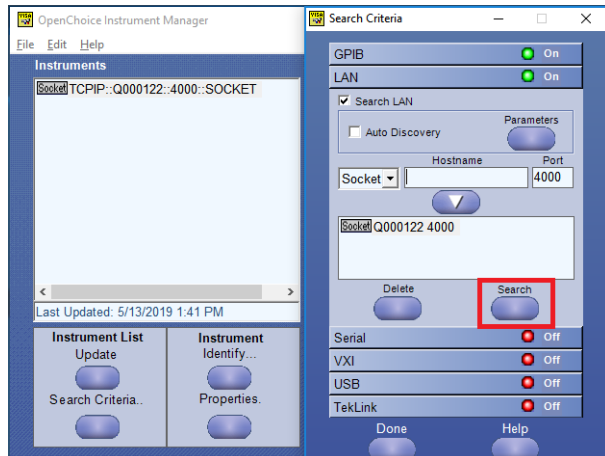 OpenChoice Instrument Manager
File Edit Help
Instruments
Socket TCPIP::Q000122::4000::SOCKET
Last Updated: 5/13/2019 1:41 PM
Instrument List
Update
Search Criteria..
Instrument
Identify...
Properties.
Search Criteria
GPIB On
LAN On
Search LAN
Auto Discovery
Parameters
Hostname Port
Socket 4000
Socket Q000122 4000
Delete Search
Serial Off
VXI Off
USB Off
TekLink Off
Done Help